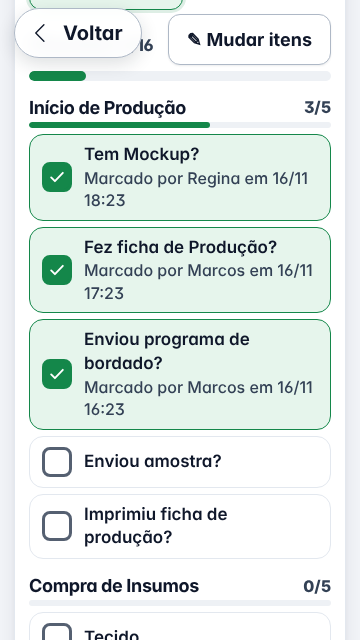 Voltar
16
✎ Mudar itens
Início de Produção
3/5
Tem Mockup?
Marcado por Regina em 16/11
18:23
Fez ficha de Produção?
Marcado por Marcos em 16/11
17:23
Enviou programa de
bordado?
Marcado por Marcos em 16/11
16:23
Enviou amostra?
Imprimiu ficha de
produção?
Compra de Insumos
0/5
Tecido